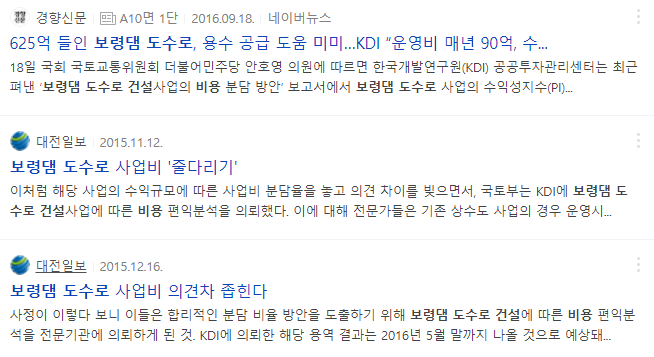 경향신문 A10면 1단 2016.09.18. 네이버뉴스
625억 들인 보령댐 도수로, 용수 공급 도움 미미...KDI “운영비 매년 90억, 수...
18일 국회 국토교통위원회 더불어민주당 안호영 의원에 따르면 한국개발연구원(KDI) 공공투자관리센터는 최근
펴낸 ‘보령댐 도수로 건설사업의 비용 분담 방안’ 보고서에서 보령댐 도수로 사업의 수익성지수(PI)...
대전일보 2015.11.12.
보령댐 도수로 사업비 '줄다리기'
이처럼 해당 사업의 수익규모에 따른 사업비 분담율을 놓고 의견 차이를 빚으면서, 국토부는 KDI에 보령댐 도
수로 건설사업에 따른 비용 편익분석을 의뢰했다. 이에 대해 전문가들은 기존 상수도 사업의 경우 운영시...
대전일보 2015.12.16.
보령댐 도수로 사업비 의견차 좁힌다
사정이 이렇다 보니 이들은 합리적인 분담 비율 방안을 도출하기 위해 보령댐 도수로 건설에 따른 비용 편익분
석을 전문기관에 의뢰하게 된 것. KDI에 의뢰한 해당 용역 결과는 2016년 5월 말까지 나올 것으로 예상돼...